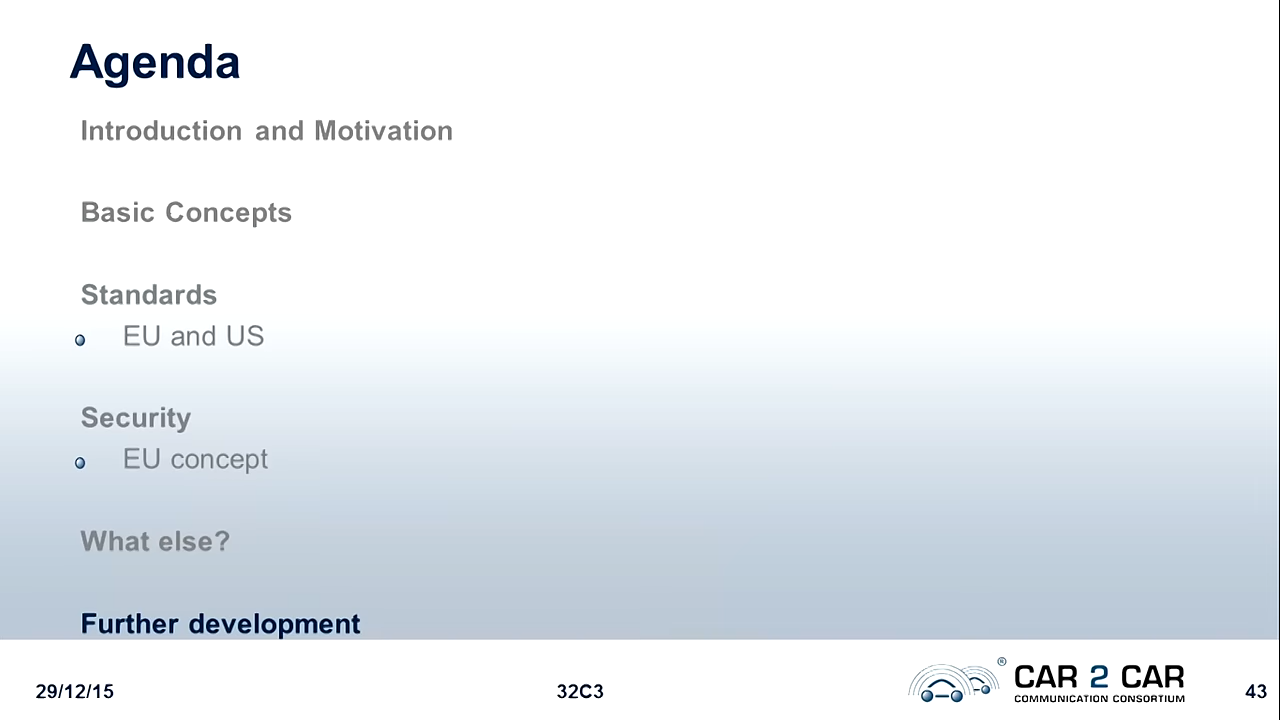 Agenda
Introduction and Motivation
Basic Concepts
Standards
EU and US
Security
EU concept
What else?
Further development
29/12/15
32C3
®
CAR 2 CAR
COMMUNICATION CONSORTIUM
43